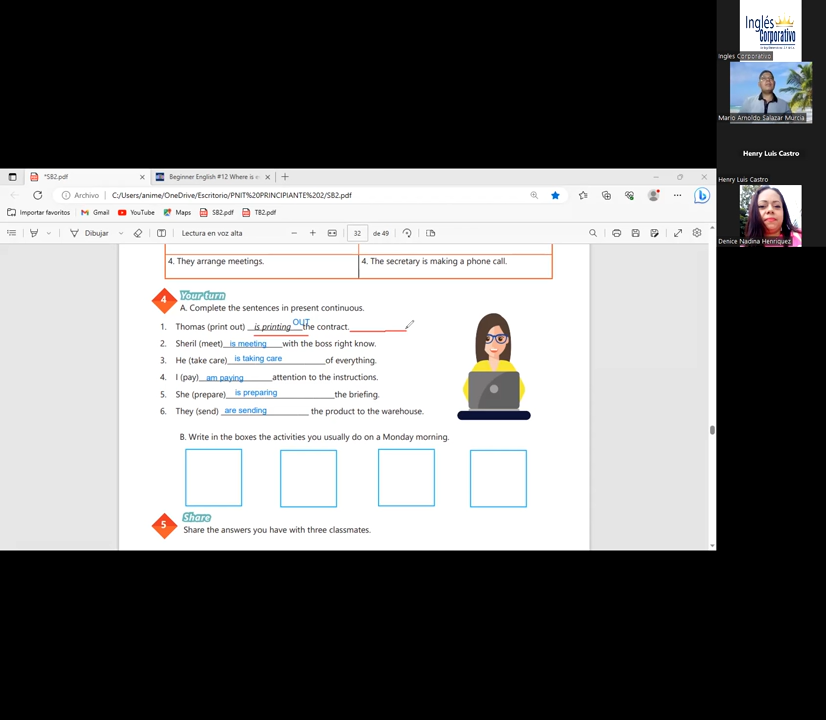 Inglés
Corporativo
Ingles Corporativo
Mario Arnoldo Salazar Murcia
Henry Luis Castro
Henry Luis Castro
Denice Nadina Henriquez
*SB2.pdf
Beginner English #12 Where is
Archivo C:/Users/anime/OneDrive/Escritorio/PNIT%20PRINCIPIANTE%202/SB2.pdf
Importar favoritos Gmail YouTube Maps SB2.pdf TB2.pdf
Dibujar Lectura en voz alta 32 de 49
4. They arrange meetings. 4. The secretary is making a phone call.
4 Your turn
A. Complete the sentences in present continuous.
OUT
1. Thomas (print out) is printing the contract.
2. Sheril (meet) is meeting with the boss right know.
3. He (take care) is taking care of everything.
4. I (pay) am paying attention to the instructions.
5. She (prepare) is preparing the briefing.
6. They (send) are sending the product to the warehouse.
B. Write in the boxes the activities you usually do on a Monday morning.
5 Share
Share the answers you have with three classmates.